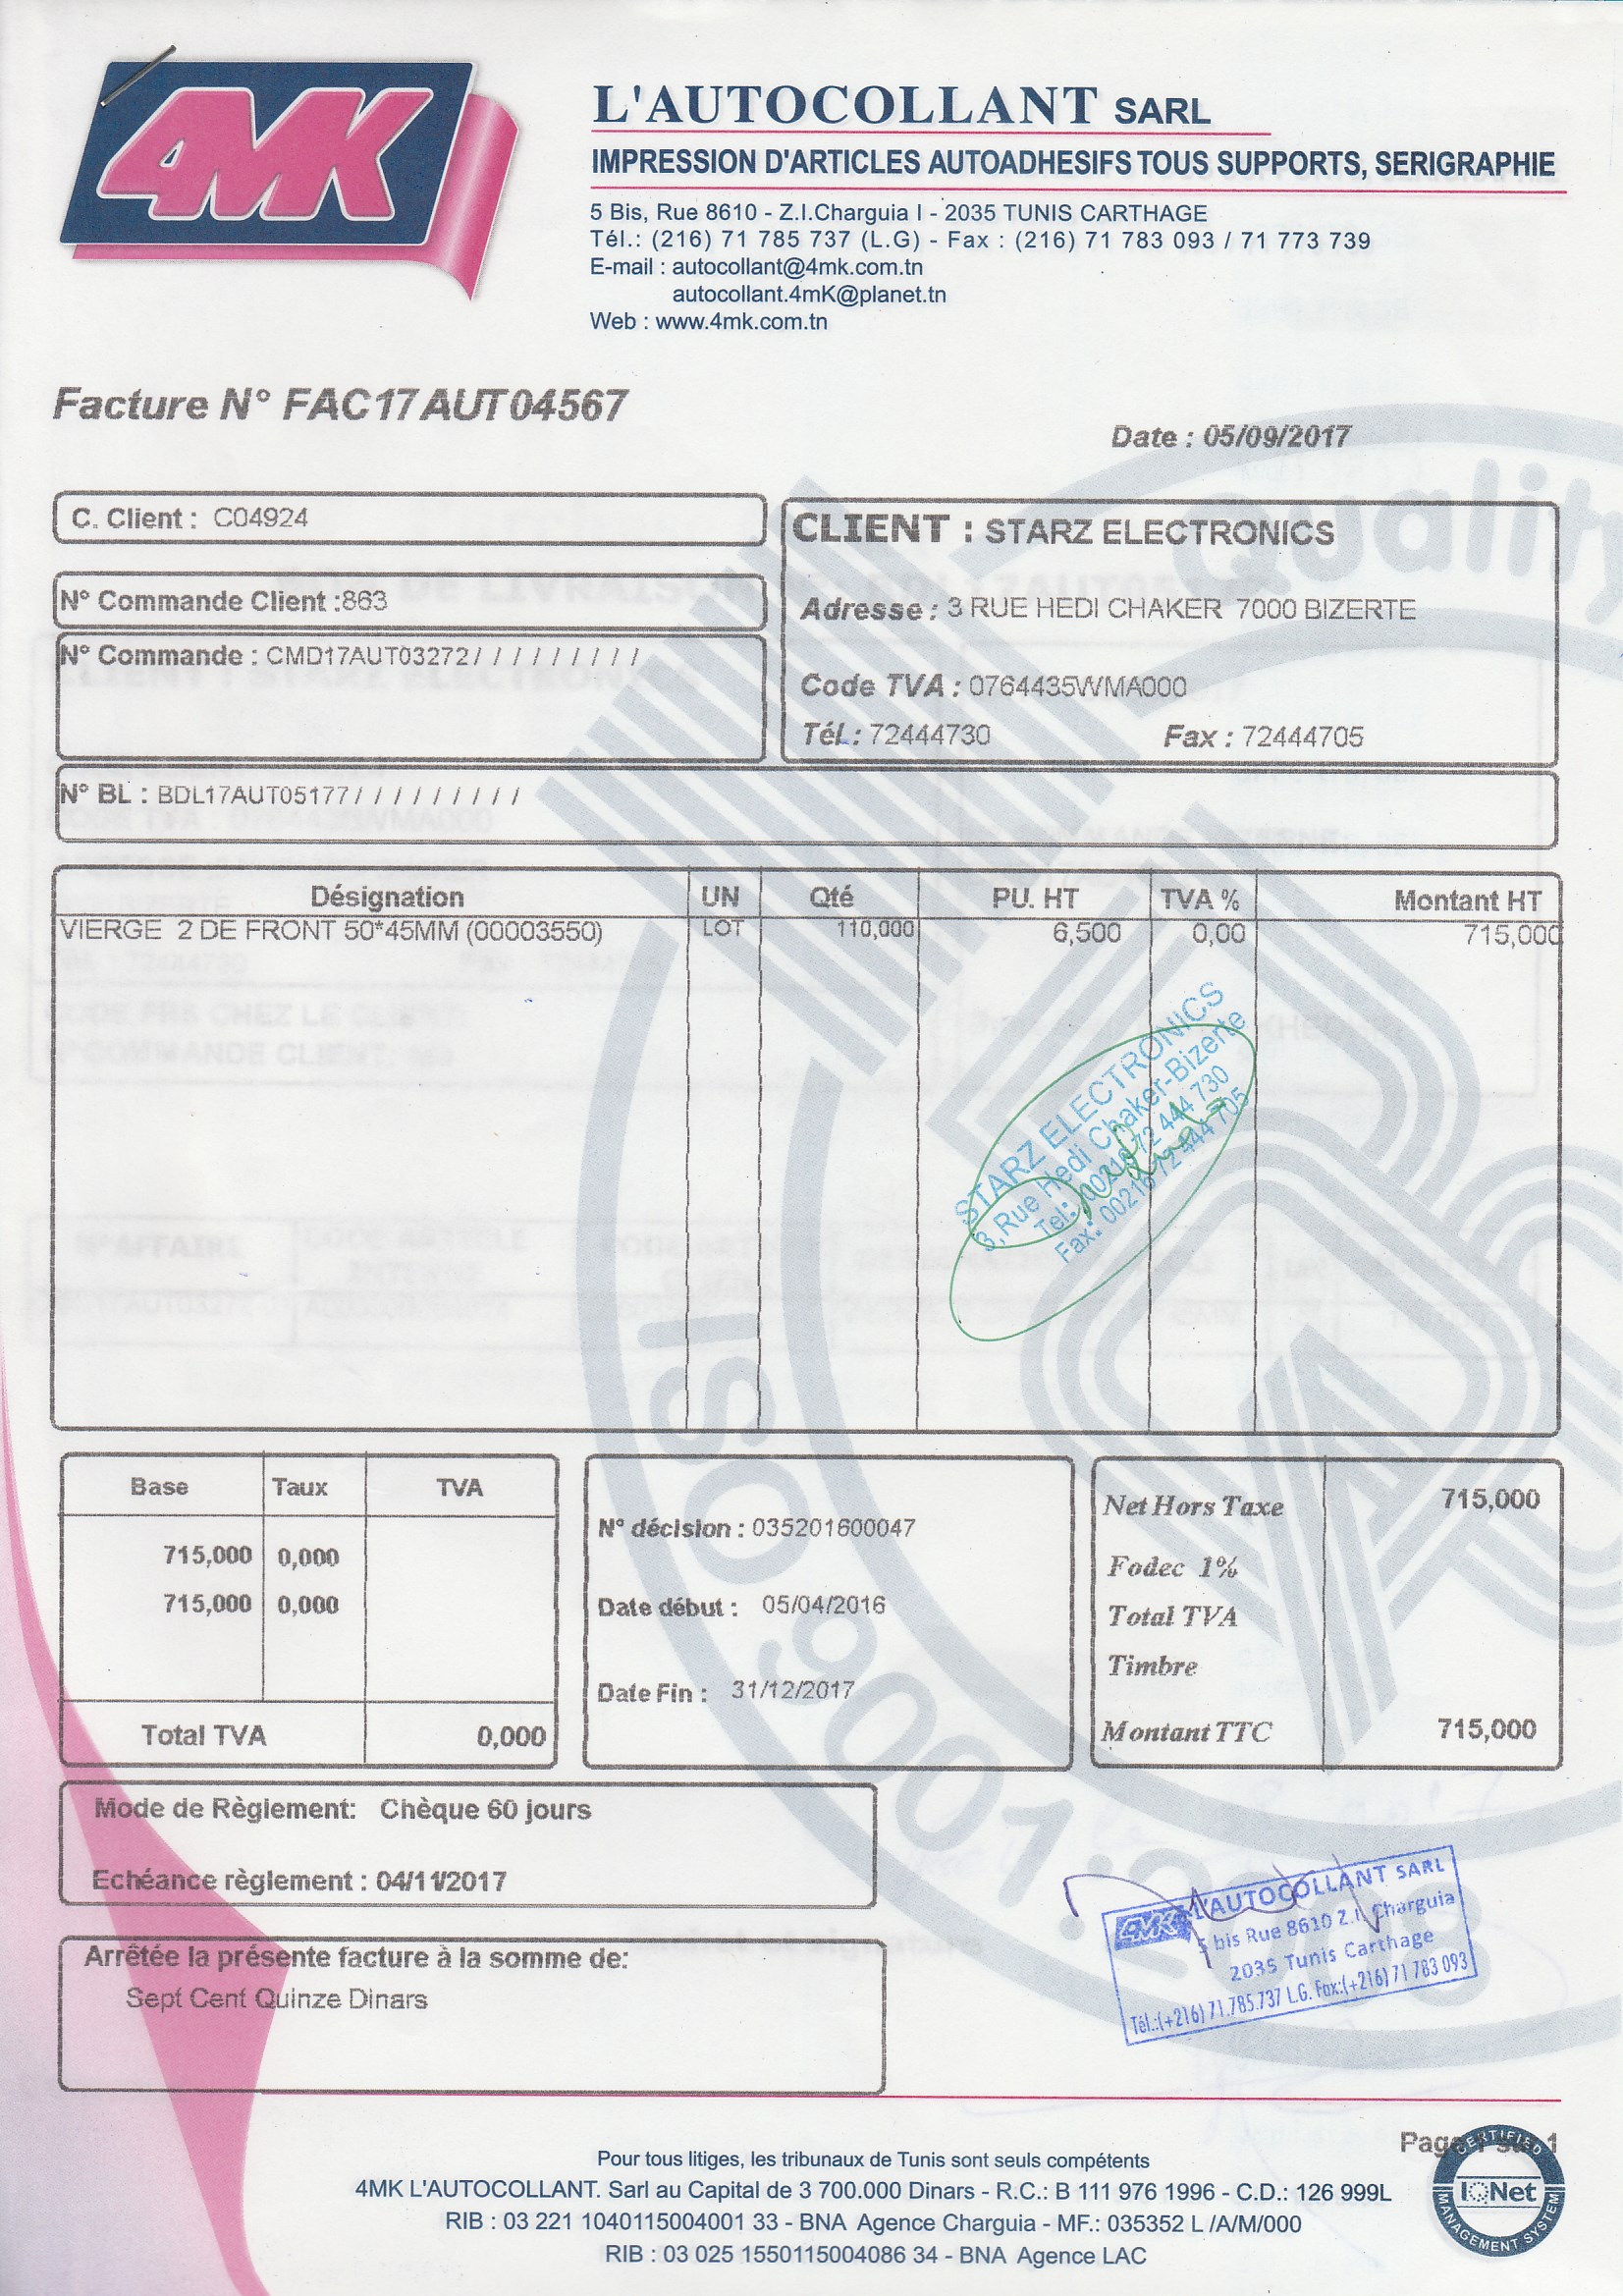 4MK
L'AUTOCOLLANT SARL
IMPRESSION D'ARTICLES AUTOADHESIFS TOUS SUPPORTS, SERIGRAPHIE
5 Bis, Rue 8610 - Z.I.Charguia I - 2035 TUNIS CARTHAGE
Tél.: (216) 71 785 737 (L.G) - Fax : (216) 71 783 093 / 71 773 739
E-mail : autocollant@4mk.com.tn
autocollant.4mK@planet.tn
Web : www.4mk.com.tn
Facture N° FAC17AUT04567
Date : 05/09/2017
C. Client : C04924
N° Commande Client :863
N° Commande : CMD17AUT03272/ / / / / / / / /
CLIENT : STARZ ELECTRONICS
Adresse : 3 RUE HEDI CHAKER 7000 BIZERTE
Code TVA : 0764435WMA000
Tél.: 72444730 Fax : 72444705
N° BL : BDL17AUT05177/ / / / / / / / /
Désignation UN Qté PU. HT TVA % Montant HT
VIERGE 2 DE FRONT 50*45MM (00003550) LOT 110,000 6,500 0,00 715,000
STARZ ELECTRONICS
3,Rue Hedi Chaker-Bizerte
Tel: 00216 72 444 730
Fax: 00216 72 444 705
Base Taux TVA
715,000 0,000
715,000 0,000
Total TVA 0,000
N° décision : 035201600047
Date début : 05/04/2016
Date Fin : 31/12/2017
Net Hors Taxe 715,000
Fodec 1%
Total TVA
Timbre
Montant TTC 715,000
Mode de Règlement: Chèque 60 jours
Echéance règlement : 04/11/2017
Arrêtée la présente facture à la somme de:
Sept Cent Quinze Dinars
4MK L'AUTOCOLLANT SARL
5 bis Rue 8610 Z.I. Charguia
2035 Tunis Carthage
Tél.:(+216) 71.785.737 L.G. Fax:(+216) 71 783 093
Quality
ISO 9001:2008
Page 1 sur 1
CERTIFIED
IQNet
MANAGEMENT SYSTEM
Pour tous litiges, les tribunaux de Tunis sont seuls compétents
4MK L'AUTOCOLLANT. Sarl au Capital de 3 700.000 Dinars - R.C.: B 111 976 1996 - C.D.: 126 999L
RIB : 03 221 1040115004001 33 - BNA Agence Charguia - MF.: 035352 L /A/M/000
RIB : 03 025 1550115004086 34 - BNA Agence LAC